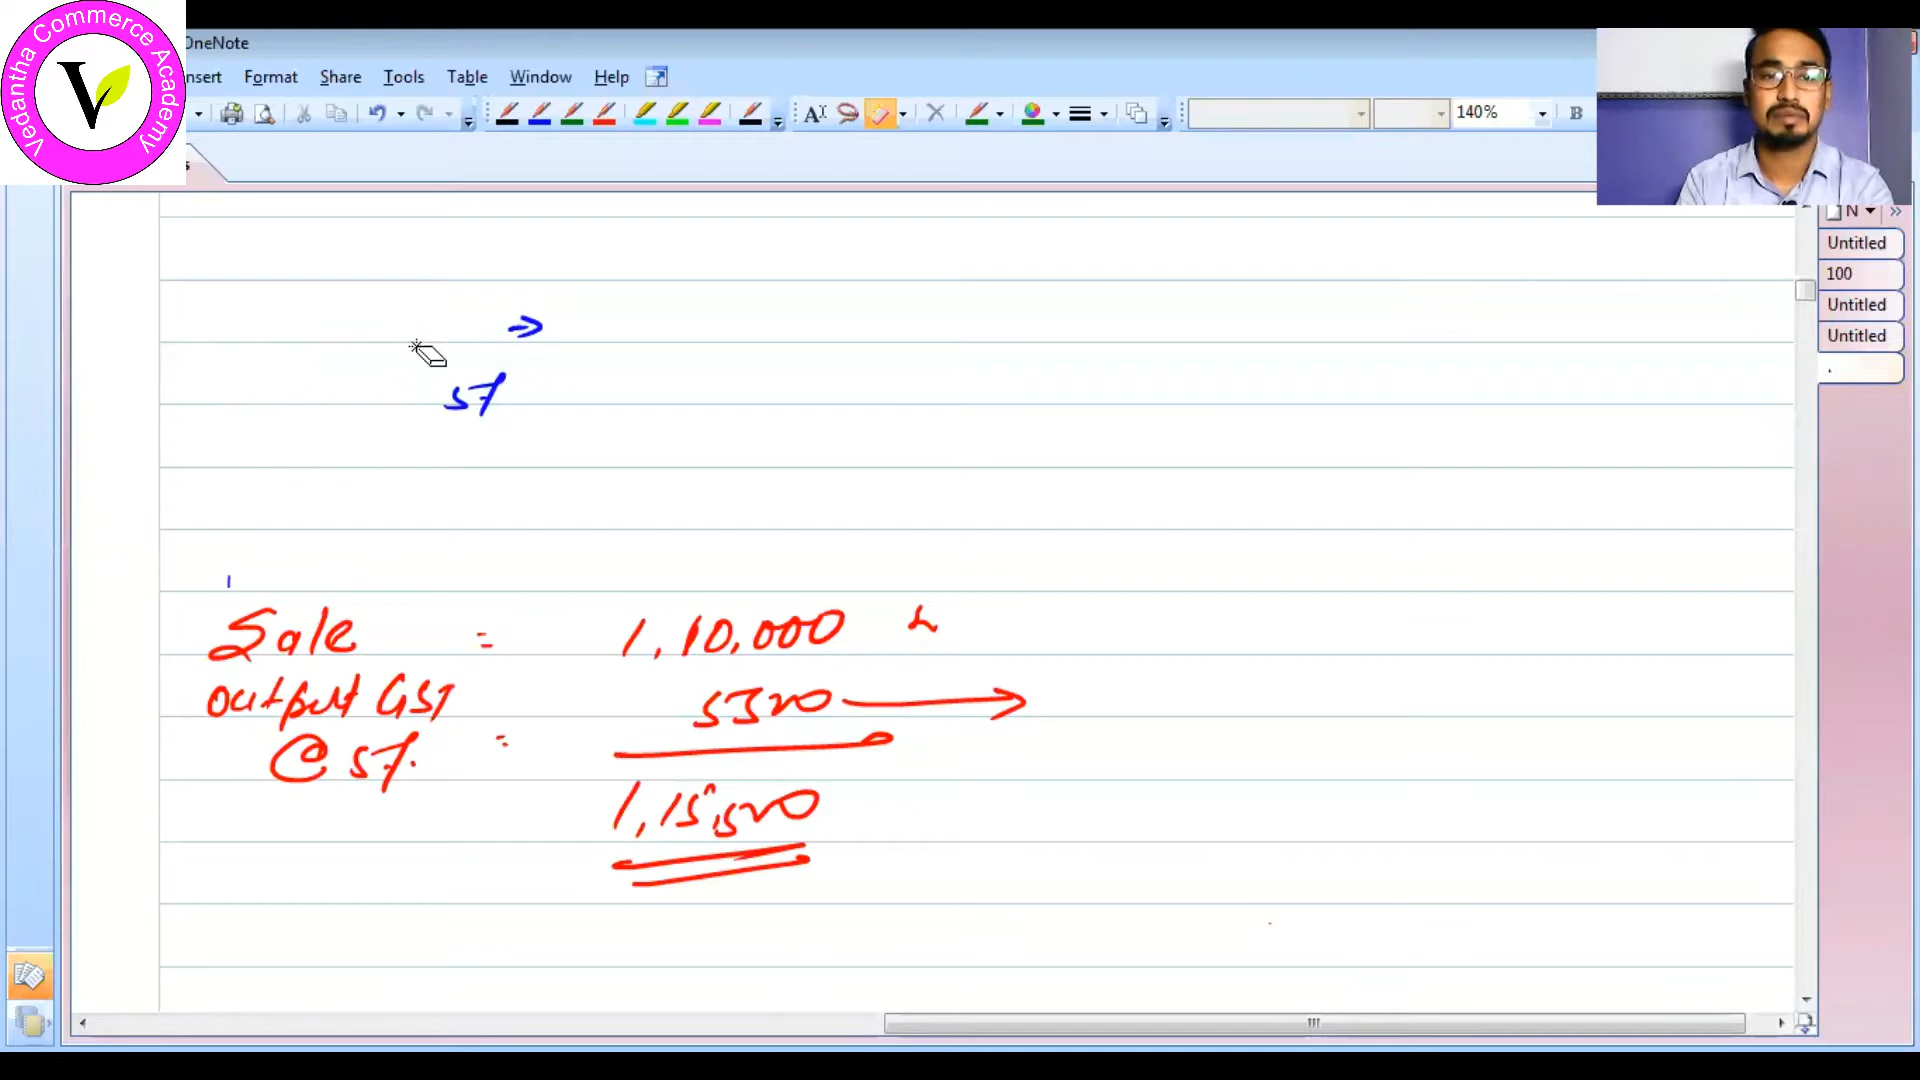 Vedantha Commerce Academy
V
OneNote
nsert Format Share Tools Table Window Help
A 140% B
s
N
Untitled
100
Untitled
Untitled
.
→
5%
Sale = 1,10,000
output GST 5500 →
@ 5%. =
1,15,500